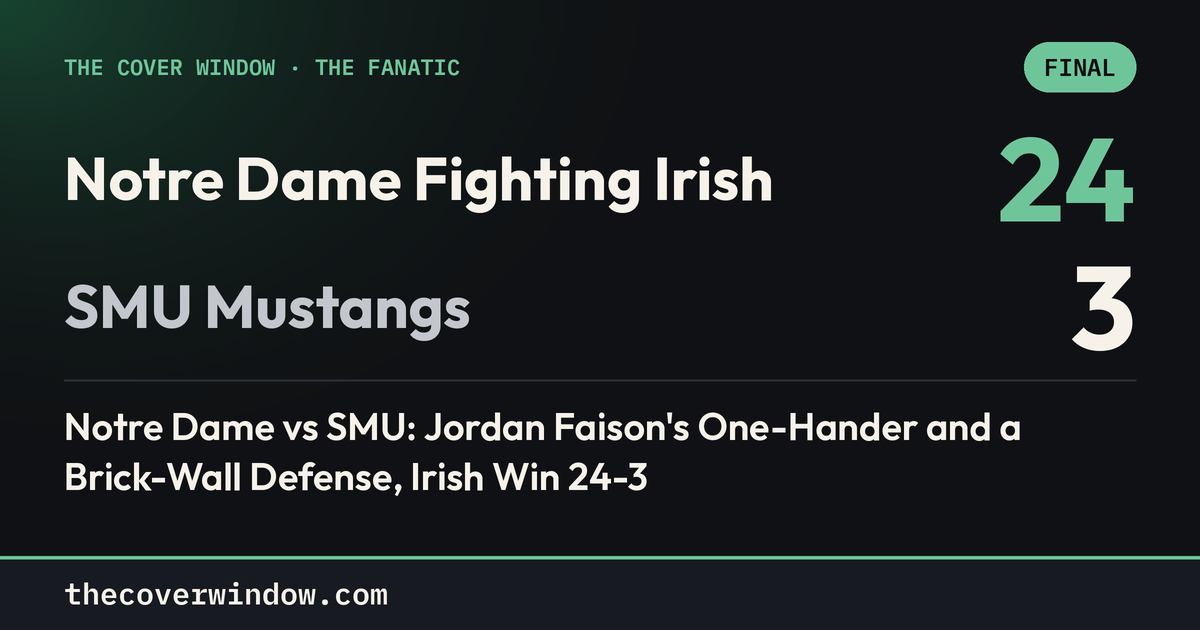 THE COVER WINDOW · THE FANATIC
FINAL
Notre Dame Fighting Irish 24
SMU Mustangs 3
Notre Dame vs SMU: Jordan Faison's One-Hander and a
Brick-Wall Defense, Irish Win 24-3
thecoverwindow.com